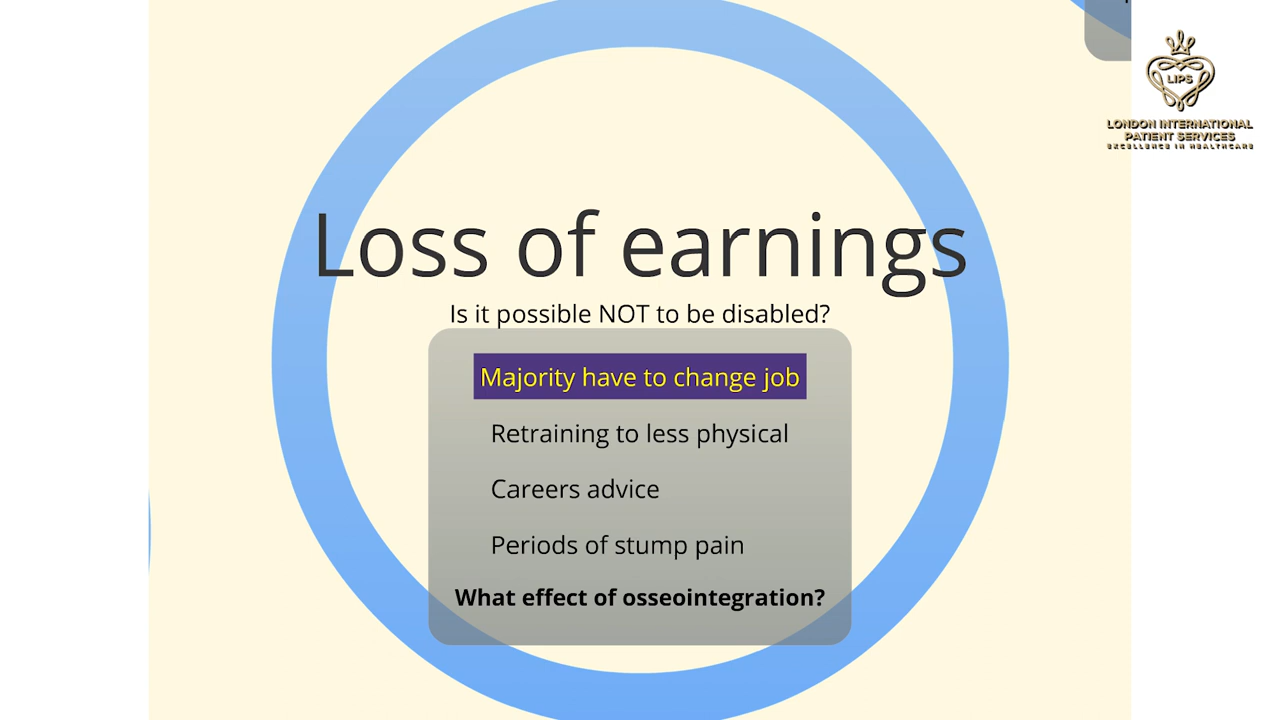 Loss of earnings
Is it possible NOT to be disabled?
Majority have to change job
Retraining to less physical
Careers advice
Periods of stump pain
What effect of osseointegration?
LIPS
LONDON INTERNATIONAL
PATIENT SERVICES
EXCELLENCE IN HEALTHCARE